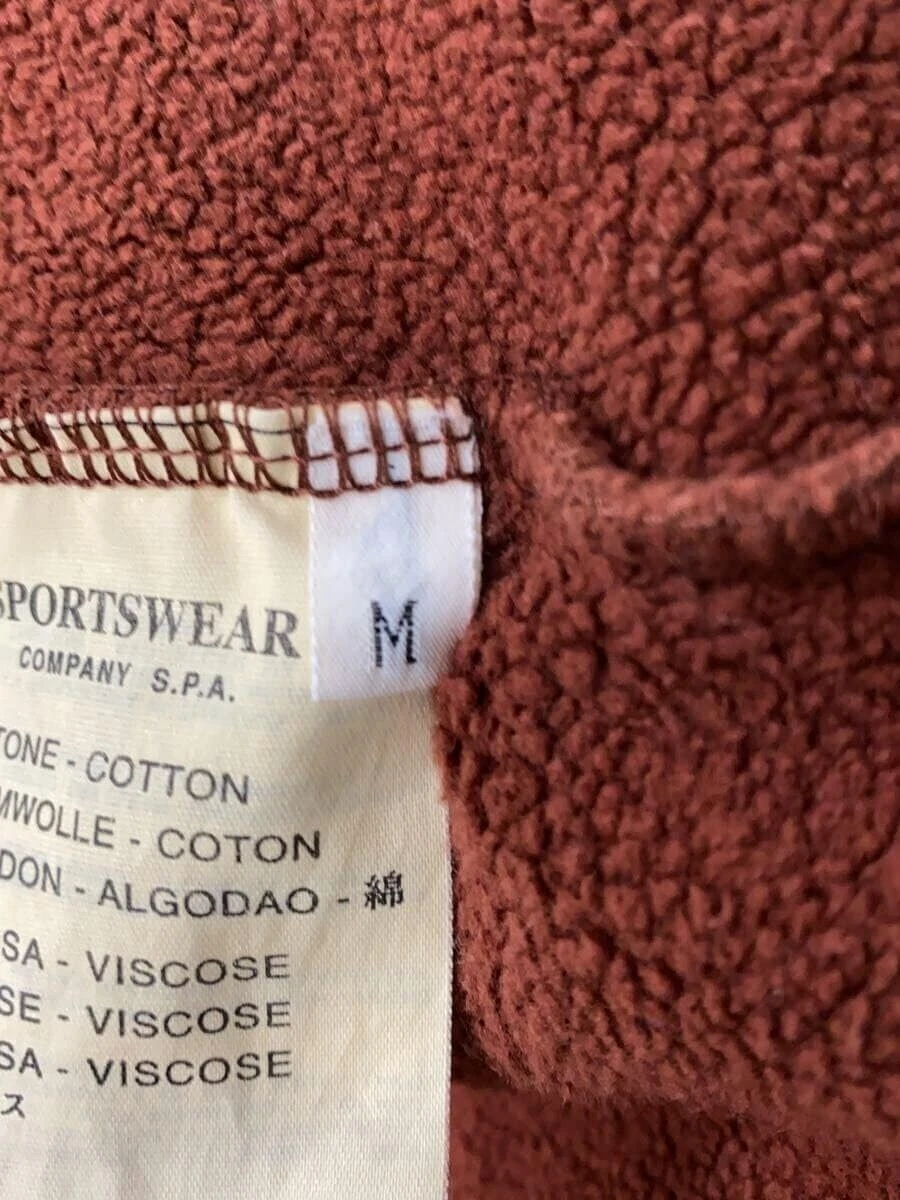 SPORTSWEAR
COMPANY S.P.A.
M
TONE - COTTON
MWOLLE - COTON
DON - ALGODAO - 綿
SA - VISCOSE
SE - VISCOSE
SA - VISCOSE
ス